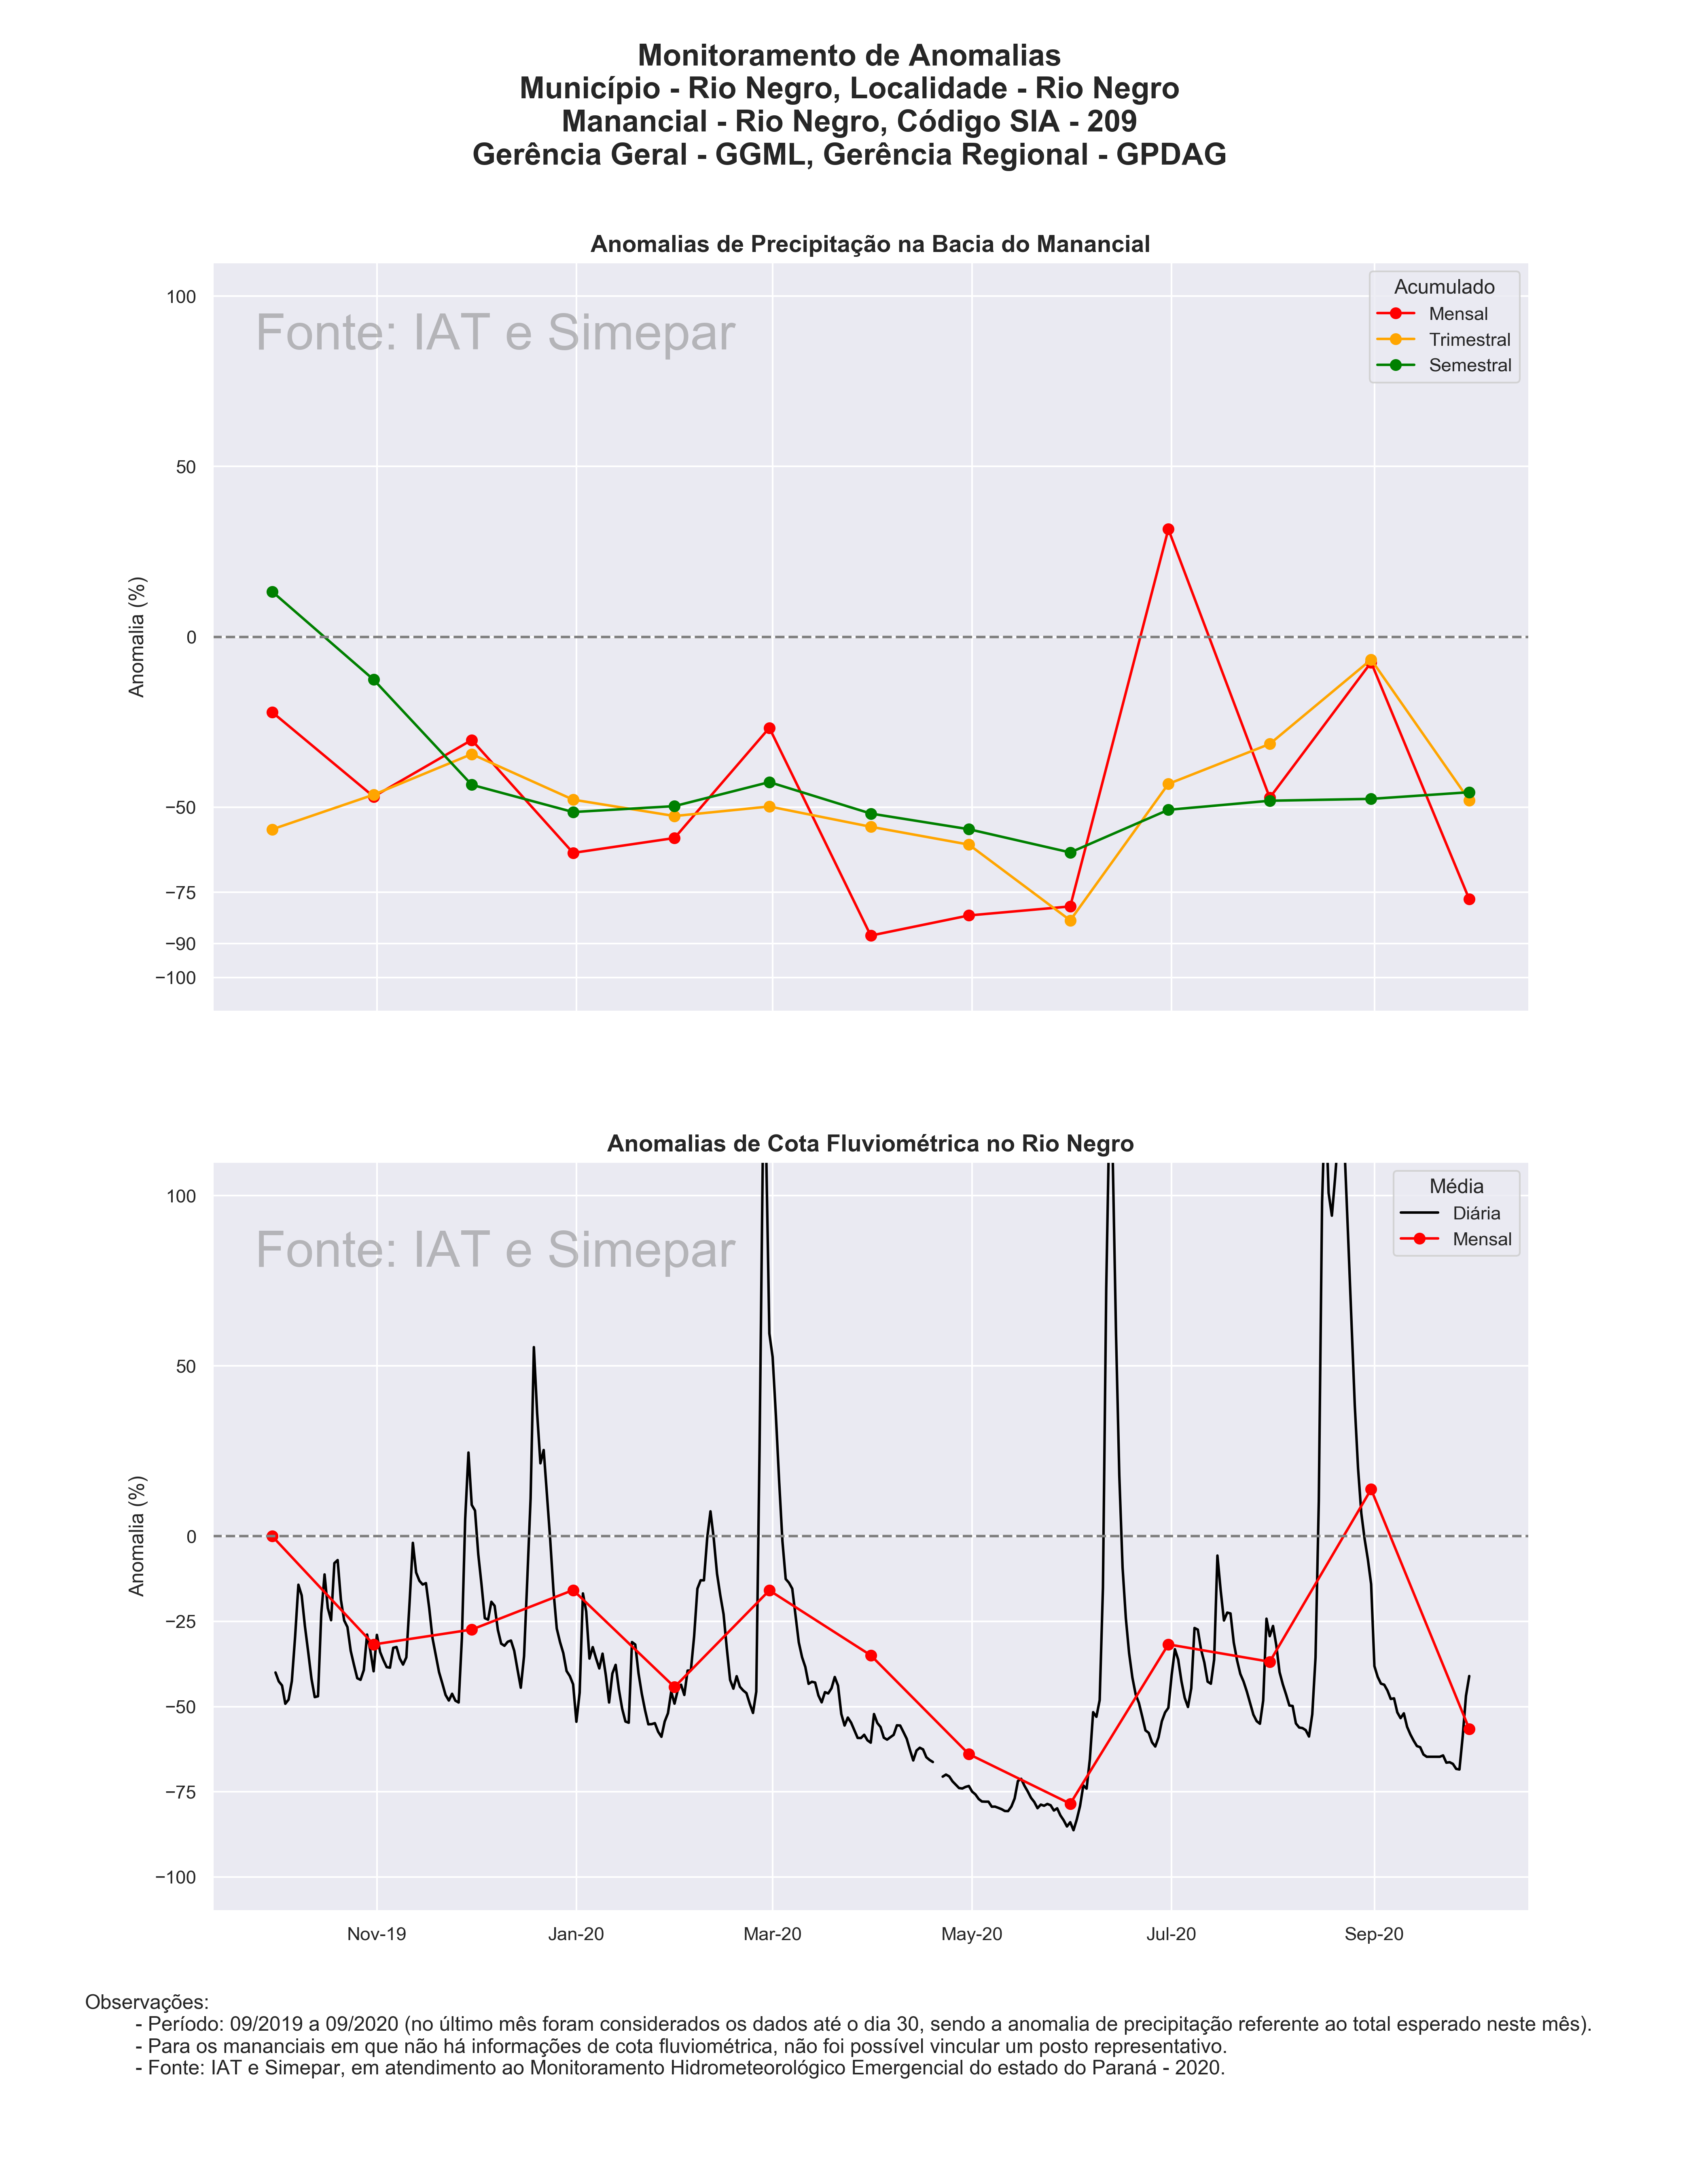 Monitoramento de Anomalias
Município - Rio Negro, Localidade - Rio Negro
Manancial - Rio Negro, Código SIA - 209
Gerência Geral - GGML, Gerência Regional - GPDAG
Anomalias de Precipitação na Bacia do Manancial
Fonte: IAT e Simepar
Acumulado
Mensal
Trimestral
Semestral
Anomalia (%)
100
50
0
−50
−75
−90
−100
Anomalias de Cota Fluviométrica no Rio Negro
Fonte: IAT e Simepar
Média
Diária
Mensal
Anomalia (%)
100
50
0
−25
−50
−75
−100
Nov-19 Jan-20 Mar-20 May-20 Jul-20 Sep-20
Observações:
- Período: 09/2019 a 09/2020 (no último mês foram considerados os dados até o dia 30, sendo a anomalia de precipitação referente ao total esperado neste mês).
- Para os mananciais em que não há informações de cota fluviométrica, não foi possível vincular um posto representativo.
- Fonte: IAT e Simepar, em atendimento ao Monitoramento Hidrometeorológico Emergencial do estado do Paraná - 2020.